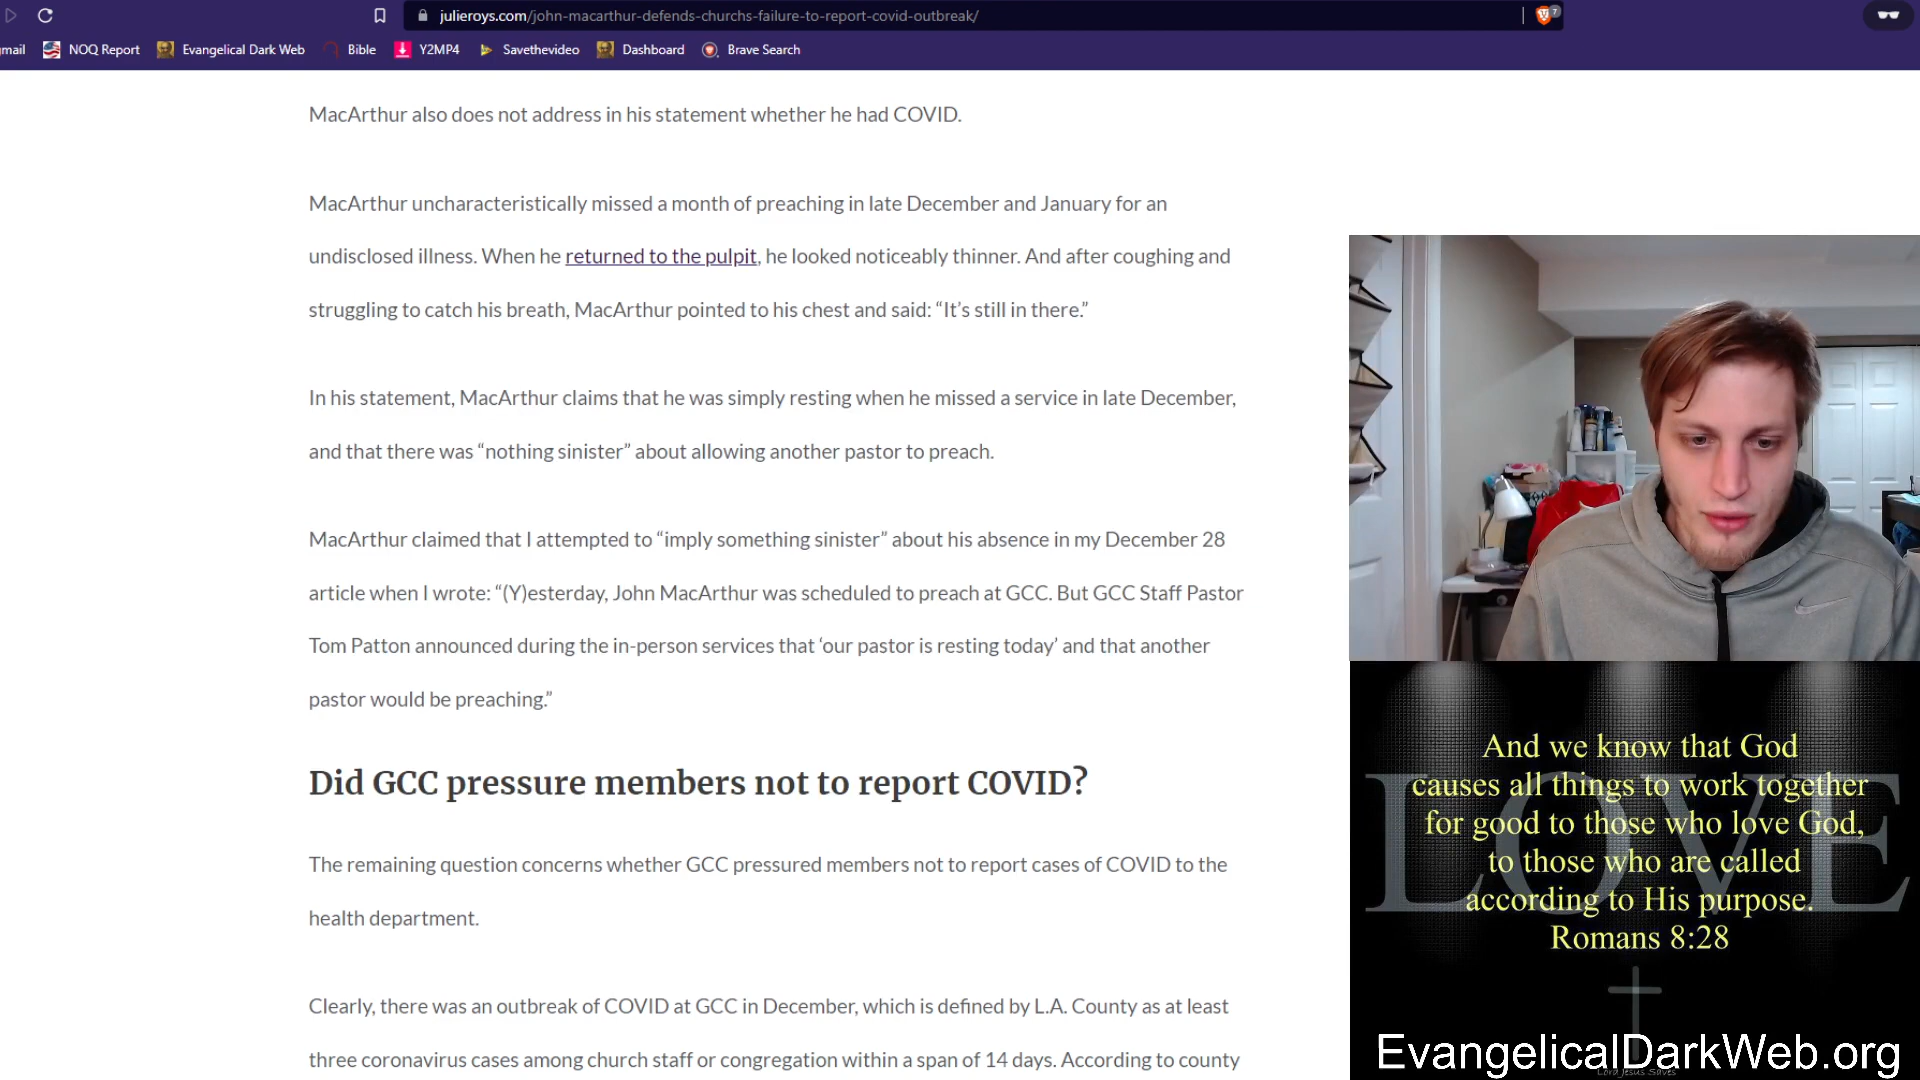 julieroys.com/john-macarthur-defends-churchs-failure-to-report-covid-outbreak/
7
mail NOQ Report Evangelical Dark Web Bible Y2MP4 Savethevideo Dashboard Brave Search
MacArthur also does not address in his statement whether he had COVID.
MacArthur uncharacteristically missed a month of preaching in late December and January for an
undisclosed illness. When he returned to the pulpit, he looked noticeably thinner. And after coughing and
struggling to catch his breath, MacArthur pointed to his chest and said: “It’s still in there.”
In his statement, MacArthur claims that he was simply resting when he missed a service in late December,
and that there was “nothing sinister” about allowing another pastor to preach.
MacArthur claimed that I attempted to “imply something sinister” about his absence in my December 28
article when I wrote: “(Y)esterday, John MacArthur was scheduled to preach at GCC. But GCC Staff Pastor
Tom Patton announced during the in-person services that ‘our pastor is resting today’ and that another
pastor would be preaching.”
Did GCC pressure members not to report COVID?
The remaining question concerns whether GCC pressured members not to report cases of COVID to the
health department.
Clearly, there was an outbreak of COVID at GCC in December, which is defined by L.A. County as at least
three coronavirus cases among church staff or congregation within a span of 14 days. According to county
LOVE
And we know that God
causes all things to work together
for good to those who love God,
to those who are called
according to His purpose.
Romans 8:28
EvangelicalDarkWeb.org
Lord Jesus Saves